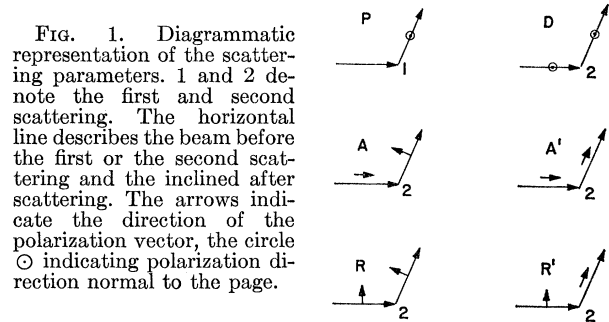 FIG. 1. Diagrammatic
representation of the scatter-
ing parameters. 1 and 2 de-
note the first and second
scattering. The horizontal
line describes the beam before
the first or the second scat-
tering and the inclined after
scattering. The arrows indi-
cate the direction of the
polarization vector, the circle
⊙ indicating polarization di-
rection normal to the page.
P
1
D
2
A
2
A'
2
R
2
R'
2